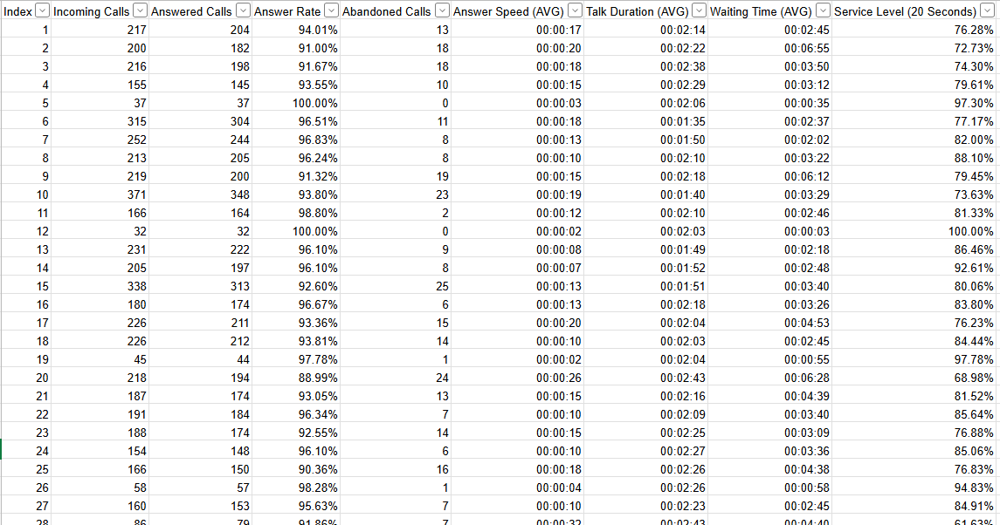 Index Incoming Calls Answered Calls Answer Rate Abandoned Calls Answer Speed (AVG) Talk Duration (AVG) Waiting Time (AVG) Service Level (20 Seconds)
1 217 204 94.01% 13 00:00:17 00:02:14 00:02:45 76.28%
2 200 182 91.00% 18 00:00:20 00:02:22 00:06:55 72.73%
3 216 198 91.67% 18 00:00:18 00:02:38 00:03:50 74.30%
4 155 145 93.55% 10 00:00:15 00:02:29 00:03:12 79.61%
5 37 37 100.00% 0 00:00:03 00:02:06 00:00:35 97.30%
6 315 304 96.51% 11 00:00:18 00:01:35 00:02:37 77.17%
7 252 244 96.83% 8 00:00:13 00:01:50 00:02:02 82.00%
8 213 205 96.24% 8 00:00:10 00:02:10 00:03:22 88.10%
9 219 200 91.32% 19 00:00:15 00:02:18 00:06:12 79.45%
10 371 348 93.80% 23 00:00:19 00:01:40 00:03:29 73.63%
11 166 164 98.80% 2 00:00:12 00:02:10 00:02:46 81.33%
12 32 32 100.00% 0 00:00:02 00:02:03 00:00:03 100.00%
13 231 222 96.10% 9 00:00:08 00:01:49 00:02:18 86.46%
14 205 197 96.10% 8 00:00:07 00:01:52 00:02:48 92.61%
15 338 313 92.60% 25 00:00:13 00:01:51 00:03:40 80.06%
16 180 174 96.67% 6 00:00:13 00:02:18 00:03:26 83.80%
17 226 211 93.36% 15 00:00:20 00:02:04 00:04:53 76.23%
18 226 212 93.81% 14 00:00:10 00:02:03 00:02:45 84.44%
19 45 44 97.78% 1 00:00:02 00:02:04 00:00:55 97.78%
20 218 194 88.99% 24 00:00:26 00:02:43 00:06:28 68.98%
21 187 174 93.05% 13 00:00:15 00:02:16 00:04:39 81.52%
22 191 184 96.34% 7 00:00:10 00:02:09 00:03:40 85.64%
23 188 174 92.55% 14 00:00:15 00:02:25 00:03:09 76.88%
24 154 148 96.10% 6 00:00:10 00:02:27 00:03:36 85.06%
25 166 150 90.36% 16 00:00:18 00:02:26 00:04:38 76.83%
26 58 57 98.28% 1 00:00:04 00:02:26 00:00:58 94.83%
27 160 153 95.63% 7 00:00:10 00:02:23 00:02:45 84.91%
28 86 79 91.86% 7 00:00:32 00:02:43 00:04:40 61.63%